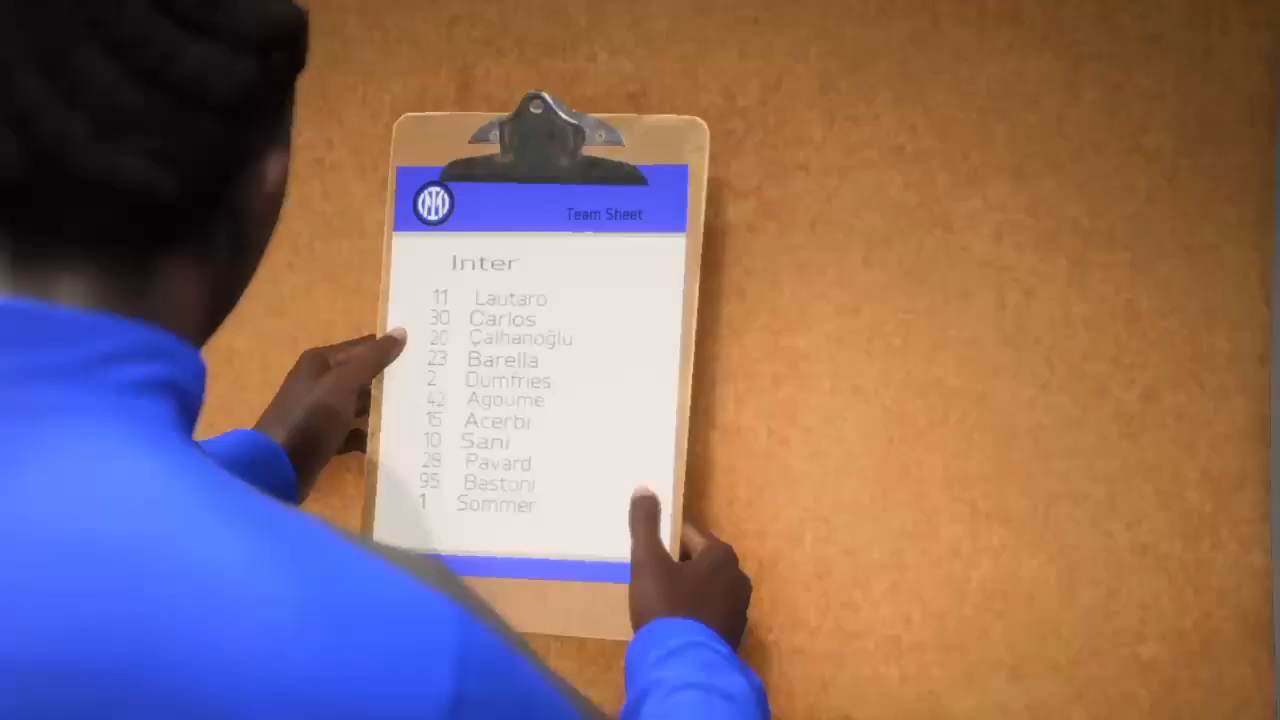 Team Sheet
Inter
11 Lautaro
30 Carlos
20 Çalhanoğlu
23 Barella
2 Dumfries
42 Agoume
15 Acerbi
10 Sani
28 Pavard
95 Bastoni
1 Sommer